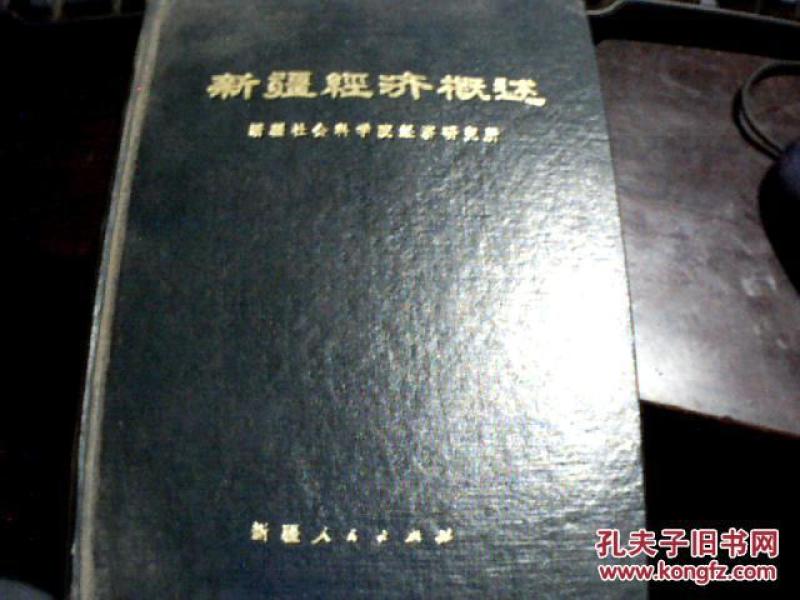 新疆經济概述
新疆社会科学院经济研究所
新疆人民出版社
孔夫子旧书网
www.kongfz.com